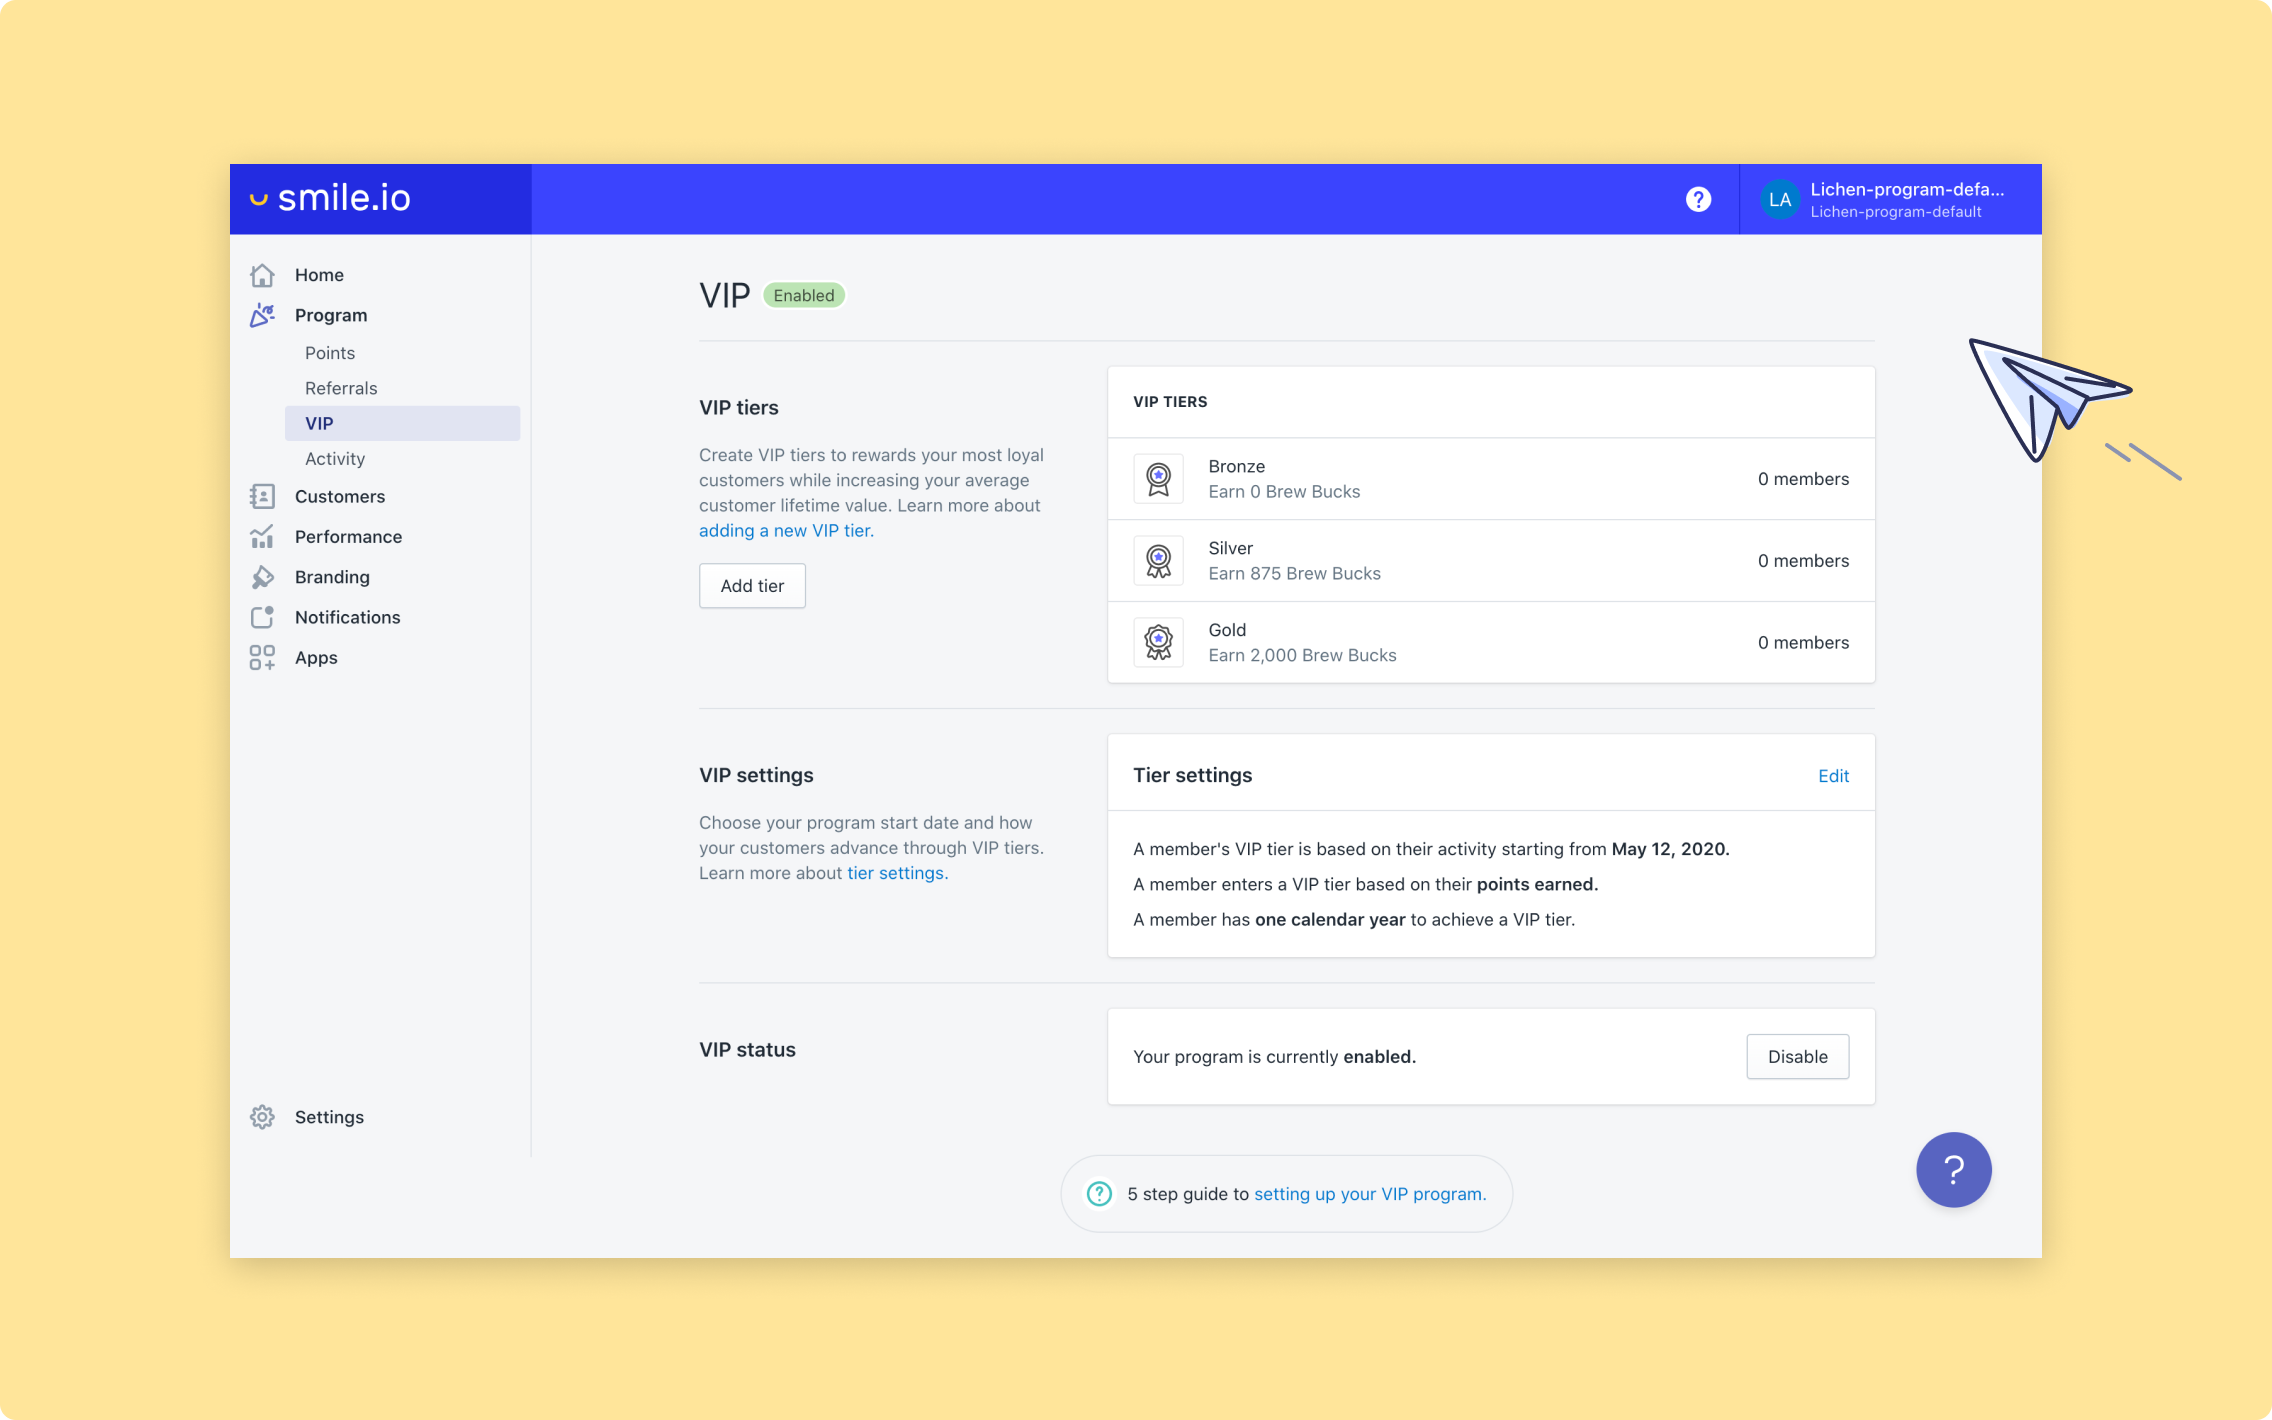 smile.io
?
LA
Lichen-program-defa...
Lichen-program-default
Home
Program
Points
Referrals
VIP
Activity
Customers
Performance
Branding
Notifications
Apps
Settings
VIP
Enabled
VIP tiers
Create VIP tiers to rewards your most loyal
customers while increasing your average
customer lifetime value. Learn more about
adding a new VIP tier.
Add tier
VIP TIERS
Bronze
Earn 0 Brew Bucks
0 members
Silver
Earn 875 Brew Bucks
0 members
Gold
Earn 2,000 Brew Bucks
0 members
VIP settings
Choose your program start date and how
your customers advance through VIP tiers.
Learn more about tier settings.
Tier settings
Edit
A member's VIP tier is based on their activity starting from May 12, 2020.
A member enters a VIP tier based on their points earned.
A member has one calendar year to achieve a VIP tier.
VIP status
Your program is currently enabled.
Disable
?
5 step guide to setting up your VIP program.
?